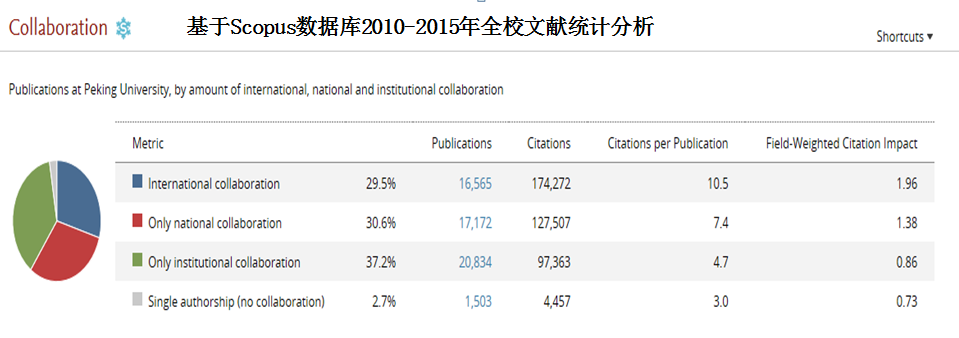 Collaboration
基于Scopus数据库2010-2015年全校文献统计分析
Shortcuts ▾
Publications at Peking University, by amount of international, national and institutional collaboration
Metric Publications Citations Citations per Publication Field-Weighted Citation Impact
International collaboration 29.5% 16,565 174,272 10.5 1.96
Only national collaboration 30.6% 17,172 127,507 7.4 1.38
Only institutional collaboration 37.2% 20,834 97,363 4.7 0.86
Single authorship (no collaboration) 2.7% 1,503 4,457 3.0 0.73